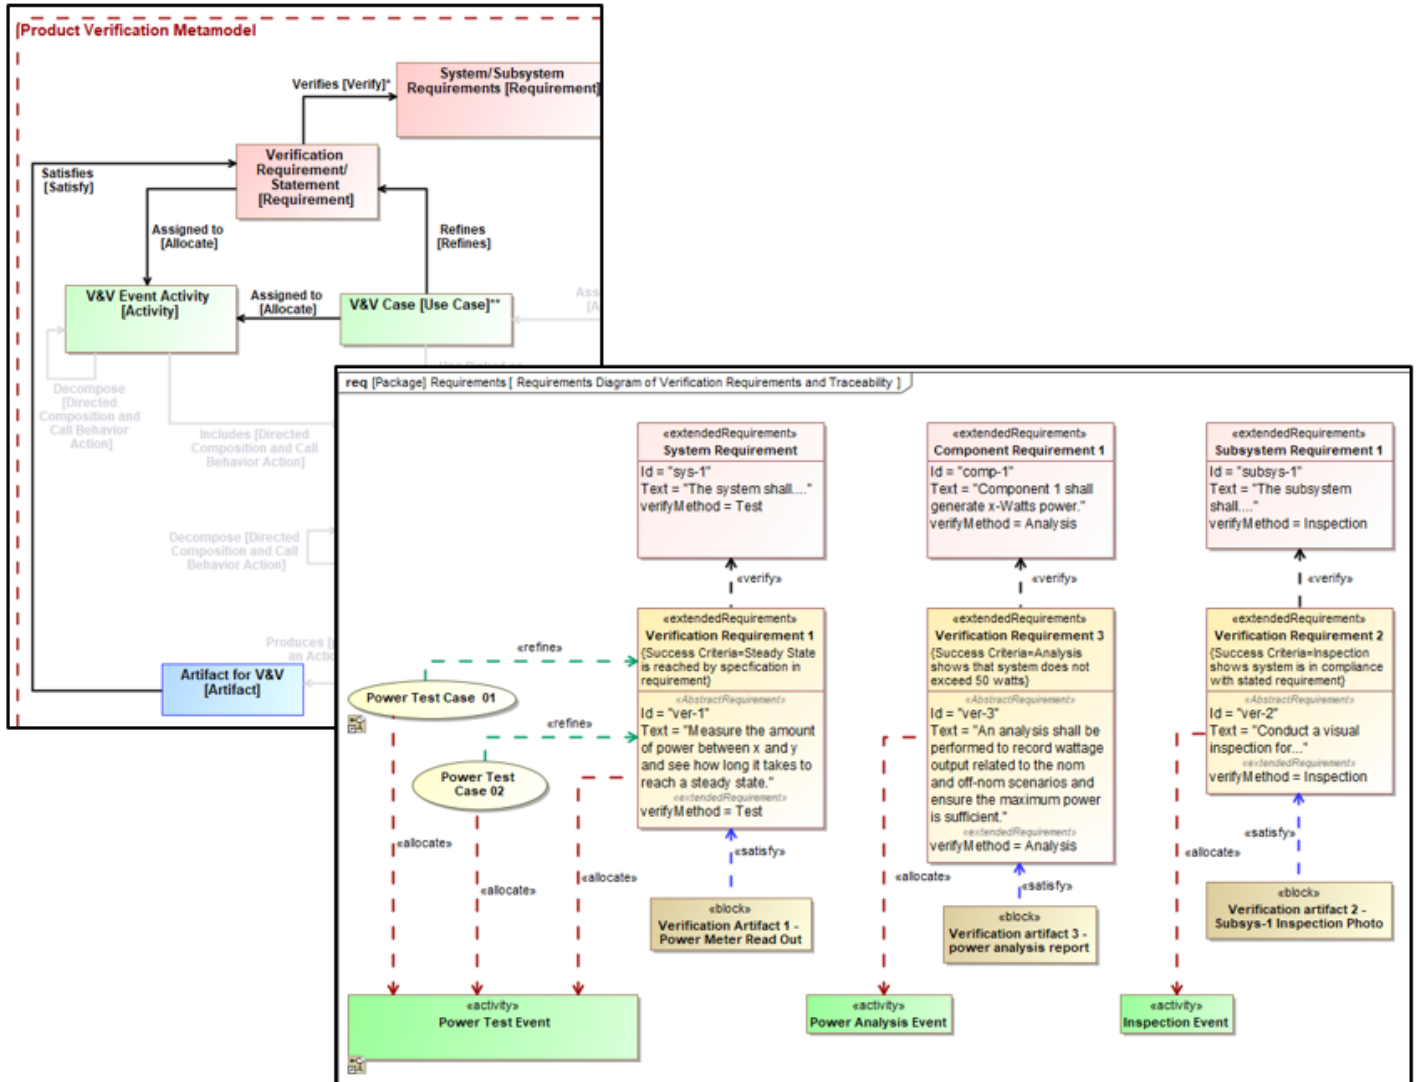 Product Verification Metamodel
Verifies [Verify]*
System/Subsystem
Requirements [Requirement]
Verification
Requirement/
Statement
[Requirement]
Satisfies
[Satisfy]
Assigned to
[Allocate]
Refines
[Refines]
V&V Event Activity
[Activity]
Assigned to
[Allocate]
V&V Case [Use Case]**
Decompose
[Directed
Composition and
Call Behavior
Action]
Includes [Directed
Composition and Call
Behavior Action]
Decompose [Directed
Composition and Call
Behavior Action]
Produces
Artifact for V&V
[Artifact]
req [Package] Requirements [ Requirements Diagram of Verification Requirements and Traceability ]
«extendedRequirement»
System Requirement
Id = "sys-1"
Text = "The system shall...."
verifyMethod = Test
«extendedRequirement»
Component Requirement 1
Id = "comp-1"
Text = "Component 1 shall
generate x-Watts power."
verifyMethod = Analysis
«extendedRequirement»
Subsystem Requirement 1
Id = "subsys-1"
Text = "The subsystem
shall...."
verifyMethod = Inspection
«verify»
«verify»
«verify»
«extendedRequirement»
Verification Requirement 1
{Success Criteria=Steady State
is reached by specfication in
requirement}
«AbstractRequirement»
Id = "ver-1"
Text = "Measure the amount
of power between x and y
and see how long it takes to
reach a steady state."
«extendedRequirement»
verifyMethod = Test
«extendedRequirement»
Verification Requirement 3
{Success Criteria=Analysis
shows that system does not
exceed 50 watts}
«AbstractRequirement»
Id = "ver-3"
Text = "An analysis shall be
performed to record wattage
output related to the nom
and off-nom scenarios and
ensure the maximum power
is sufficient."
«extendedRequirement»
verifyMethod = Analysis
«extendedRequirement»
Verification Requirement 2
{Success Criteria=Inspection
shows system is in compliance
with stated requirement}
«AbstractRequirement»
Id = "ver-2"
Text = "Conduct a visual
inspection for..."
«extendedRequirement»
verifyMethod = Inspection
«refine»
Power Test Case 01
«refine»
Power Test
Case 02
«allocate»
«allocate»
«allocate»
«satisfy»
«allocate»
«satisfy»
«allocate»
«satisfy»
«block»
Verification Artifact 1 -
Power Meter Read Out
«block»
Verification artifact 3 -
power analysis report
«block»
Verification artifact 2 -
Subsys-1 Inspection Photo
«activity»
Power Test Event
«activity»
Power Analysis Event
«activity»
Inspection Event